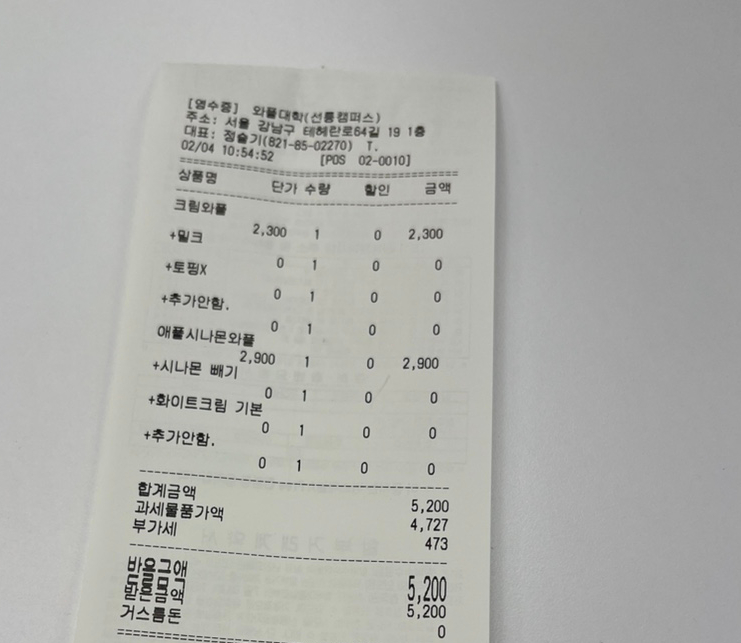 [영수증] 와플대학(선릉캠퍼스)
주소: 서울 강남구 테헤란로64길 19 1층
대표: 정슬기(821-85-02270) T.
02/04 10:54:52 [POS 02-0010]
상품명 단가 수량 할인 금액
크림와플
2,300 1 0 2,300
+밀크
0 1 0 0
+토핑X
0 1 0 0
+추가안함.
0 1 0 0
애플시나몬와플
2,900 1 0 2,900
+시나몬 빼기
0 1 0 0
+화이트크림 기본
0 1 0 0
+추가안함.
0 1 0 0
합계금액 5,200
과세물품가액 4,727
부가세 473
5,200
받은금액 5,200
거스름돈 0